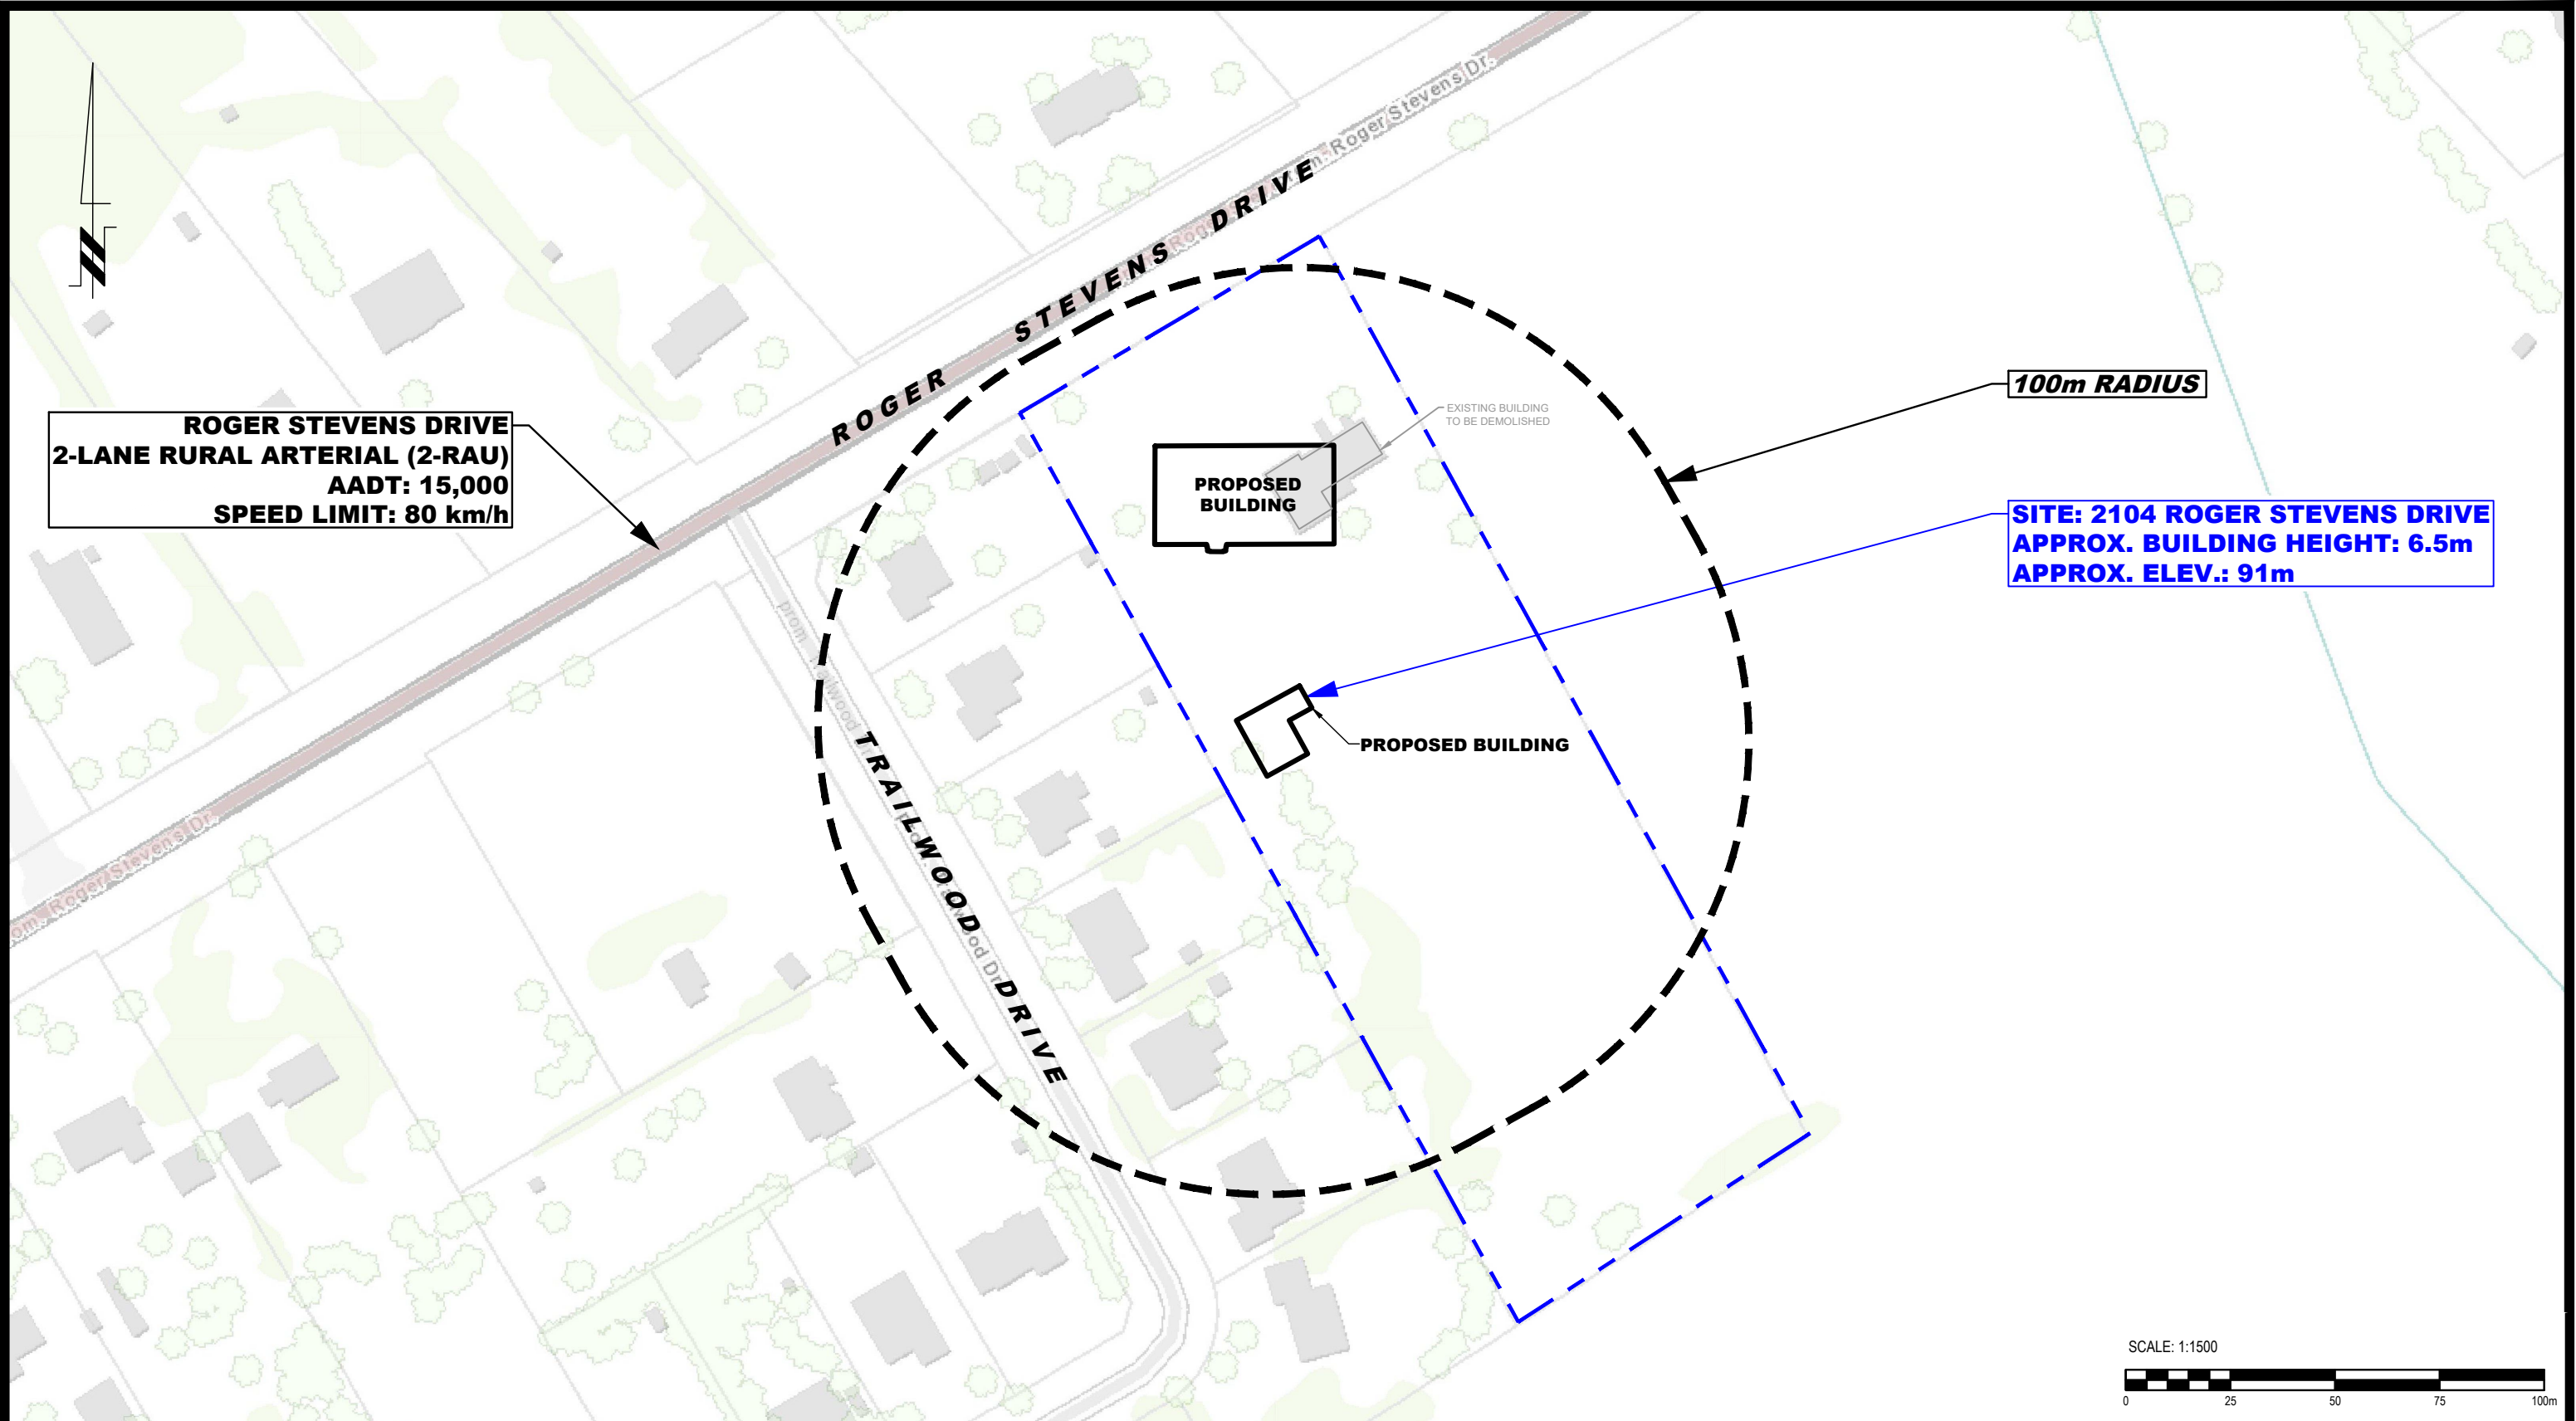 N
prom. Roger Stevens Dr.
ROGER STEVENS DRIVE
ROGER STEVENS DRIVE
2-LANE RURAL ARTERIAL (2-RAU)
AADT: 15,000
SPEED LIMIT: 80 km/h
100m RADIUS
EXISTING BUILDING
TO BE DEMOLISHED
PROPOSED
BUILDING
SITE: 2104 ROGER STEVENS DRIVE
APPROX. BUILDING HEIGHT: 6.5m
APPROX. ELEV.: 91m
PROPOSED BUILDING
TRAILWOOD DRIVE
om. Roger Stevens Dr.
SCALE: 1:1500
0 25 50 75 100m